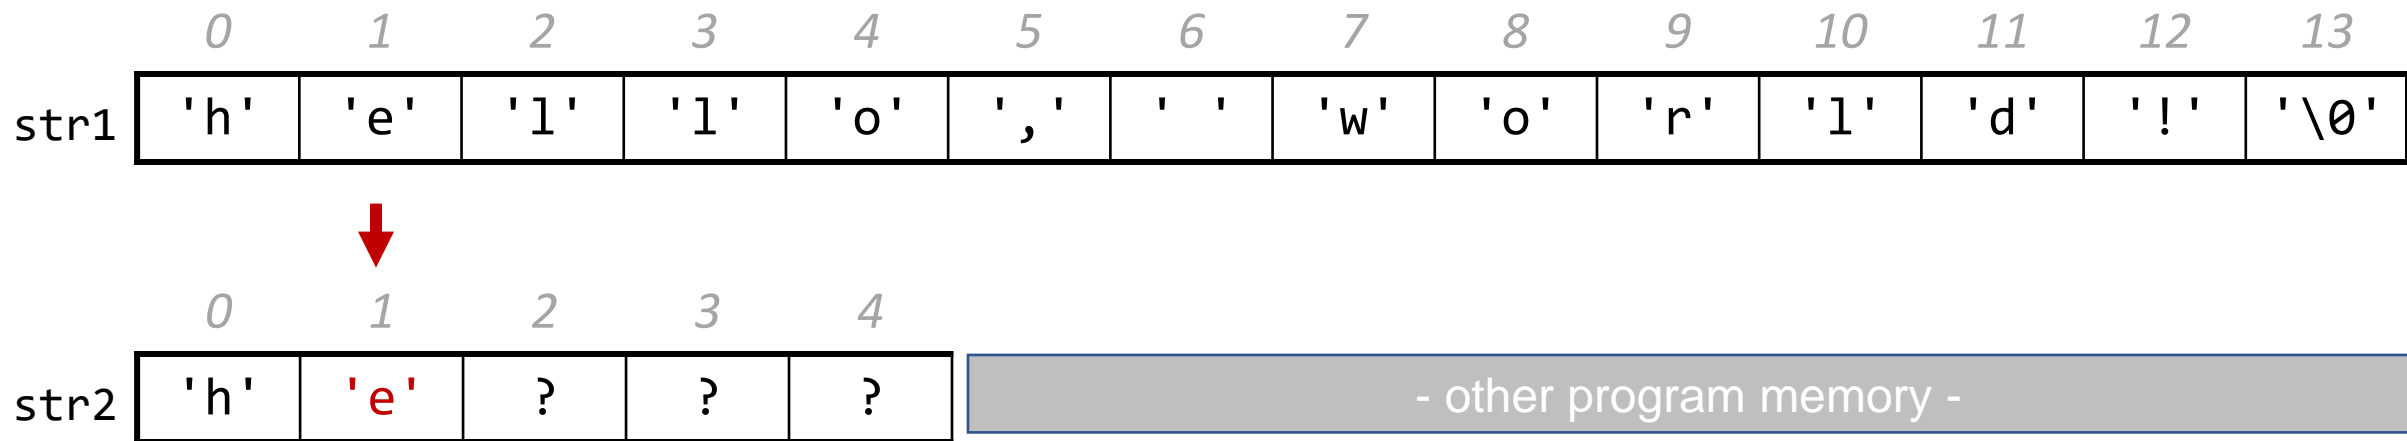 0 1 2 3 4 5 6 7 8 9 10 11 12 13
str1 'h' 'e' 'l' 'l' 'o' ',' ' ' 'w' 'o' 'r' 'l' 'd' '!' '\0'
0 1 2 3 4
str2 'h' 'e' ? ? ? - other program memory -